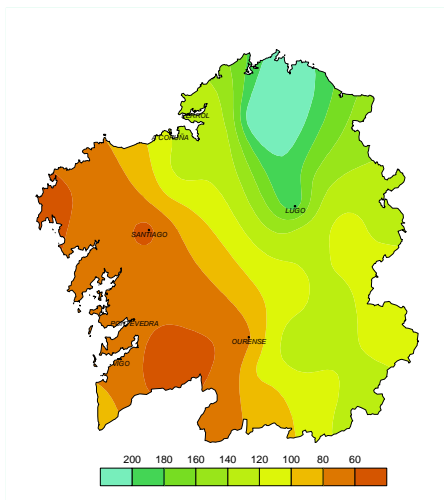 FERROL
A CORUÑA
LUGO
SANTIAGO
PONTEVEDRA
OURENSE
VIGO
200 180 160 140 120 100 80 60